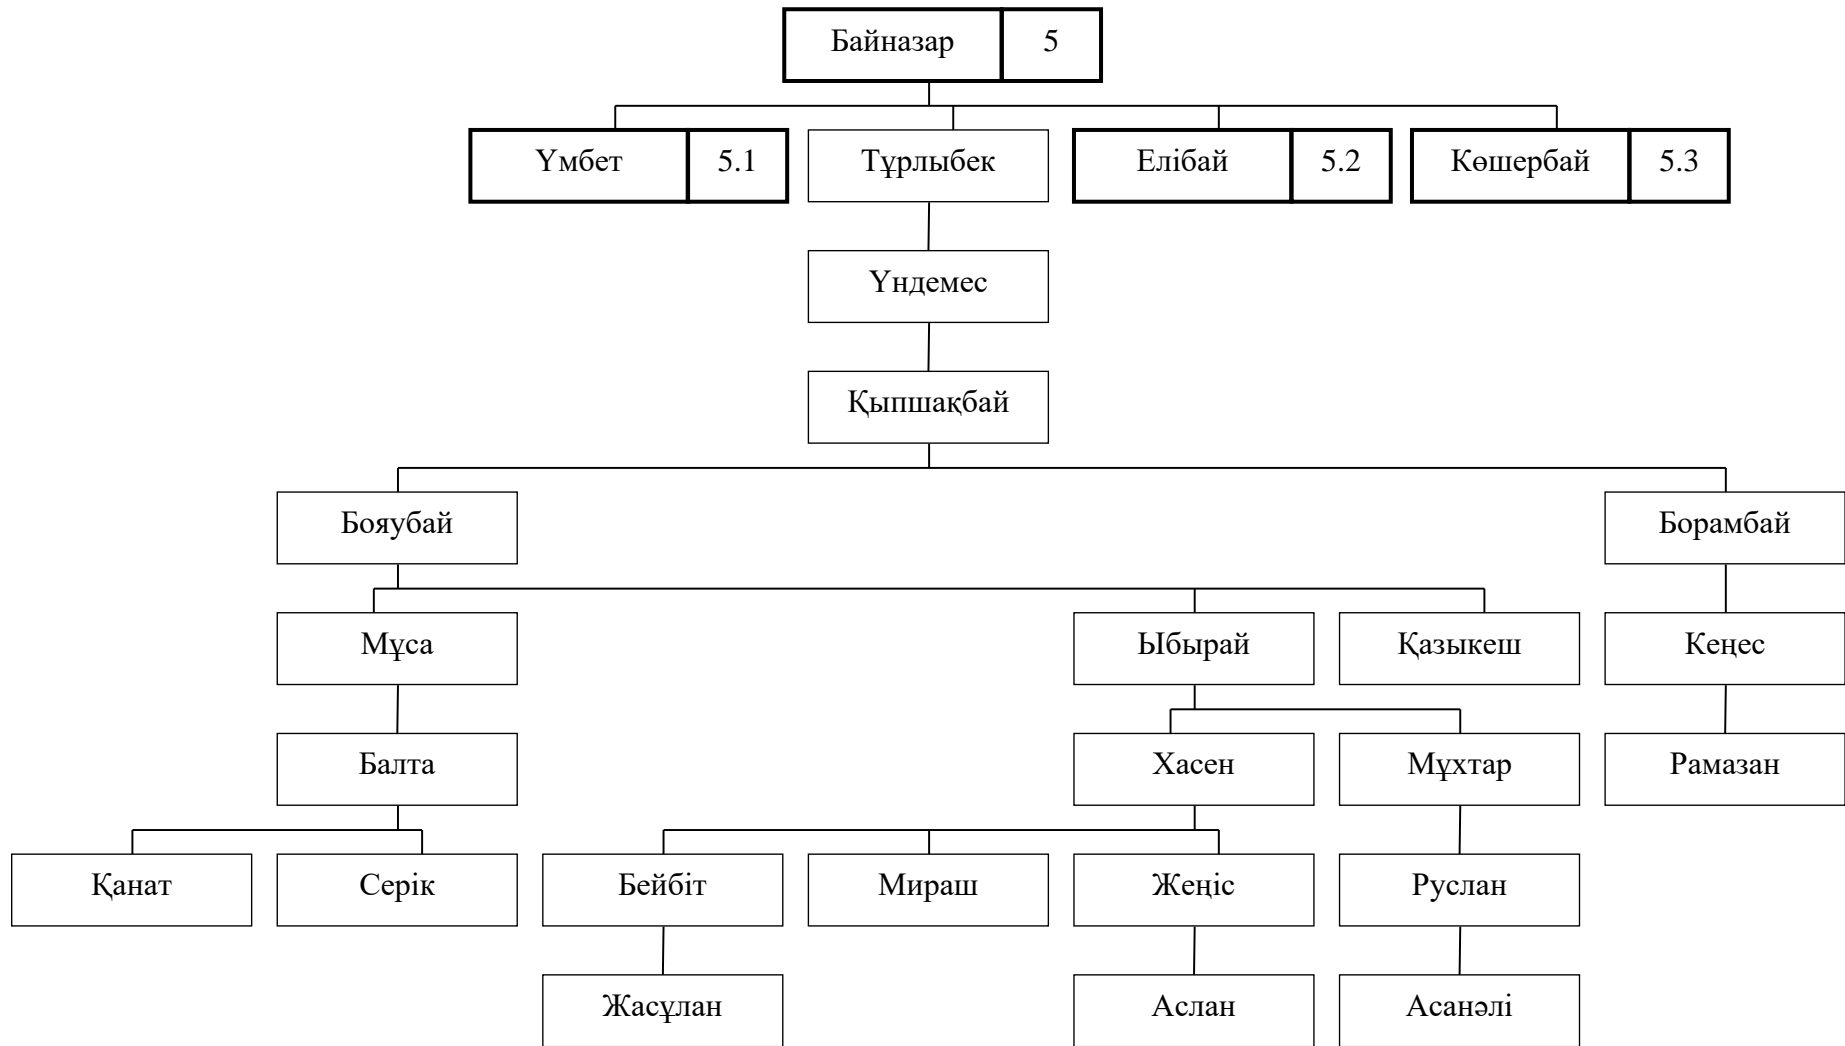 Байназар 5
Үмбет 5.1 Тұрлыбек Елібай 5.2 Көшербай 5.3
Үндемес
Қыпшақбай
Бояубай Борамбай
Мұса Ыбырай Қазыкеш Кеңес
Балта Хасен Мұхтар Рамазан
Қанат Серік Бейбіт Мираш Жеңіс Руслан
Жасұлан Аслан Асанәлі